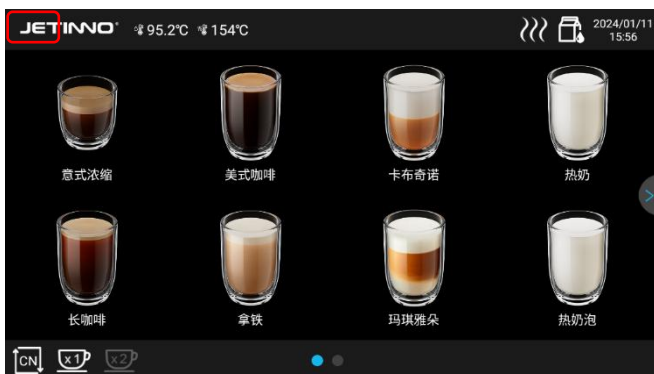 JETINNO 95.2℃ 154℃ 2024/01/11
15:56
意式浓缩 美式咖啡 卡布奇诺 热奶
长咖啡 拿铁 玛琪雅朵 热奶泡
CN x1 x2